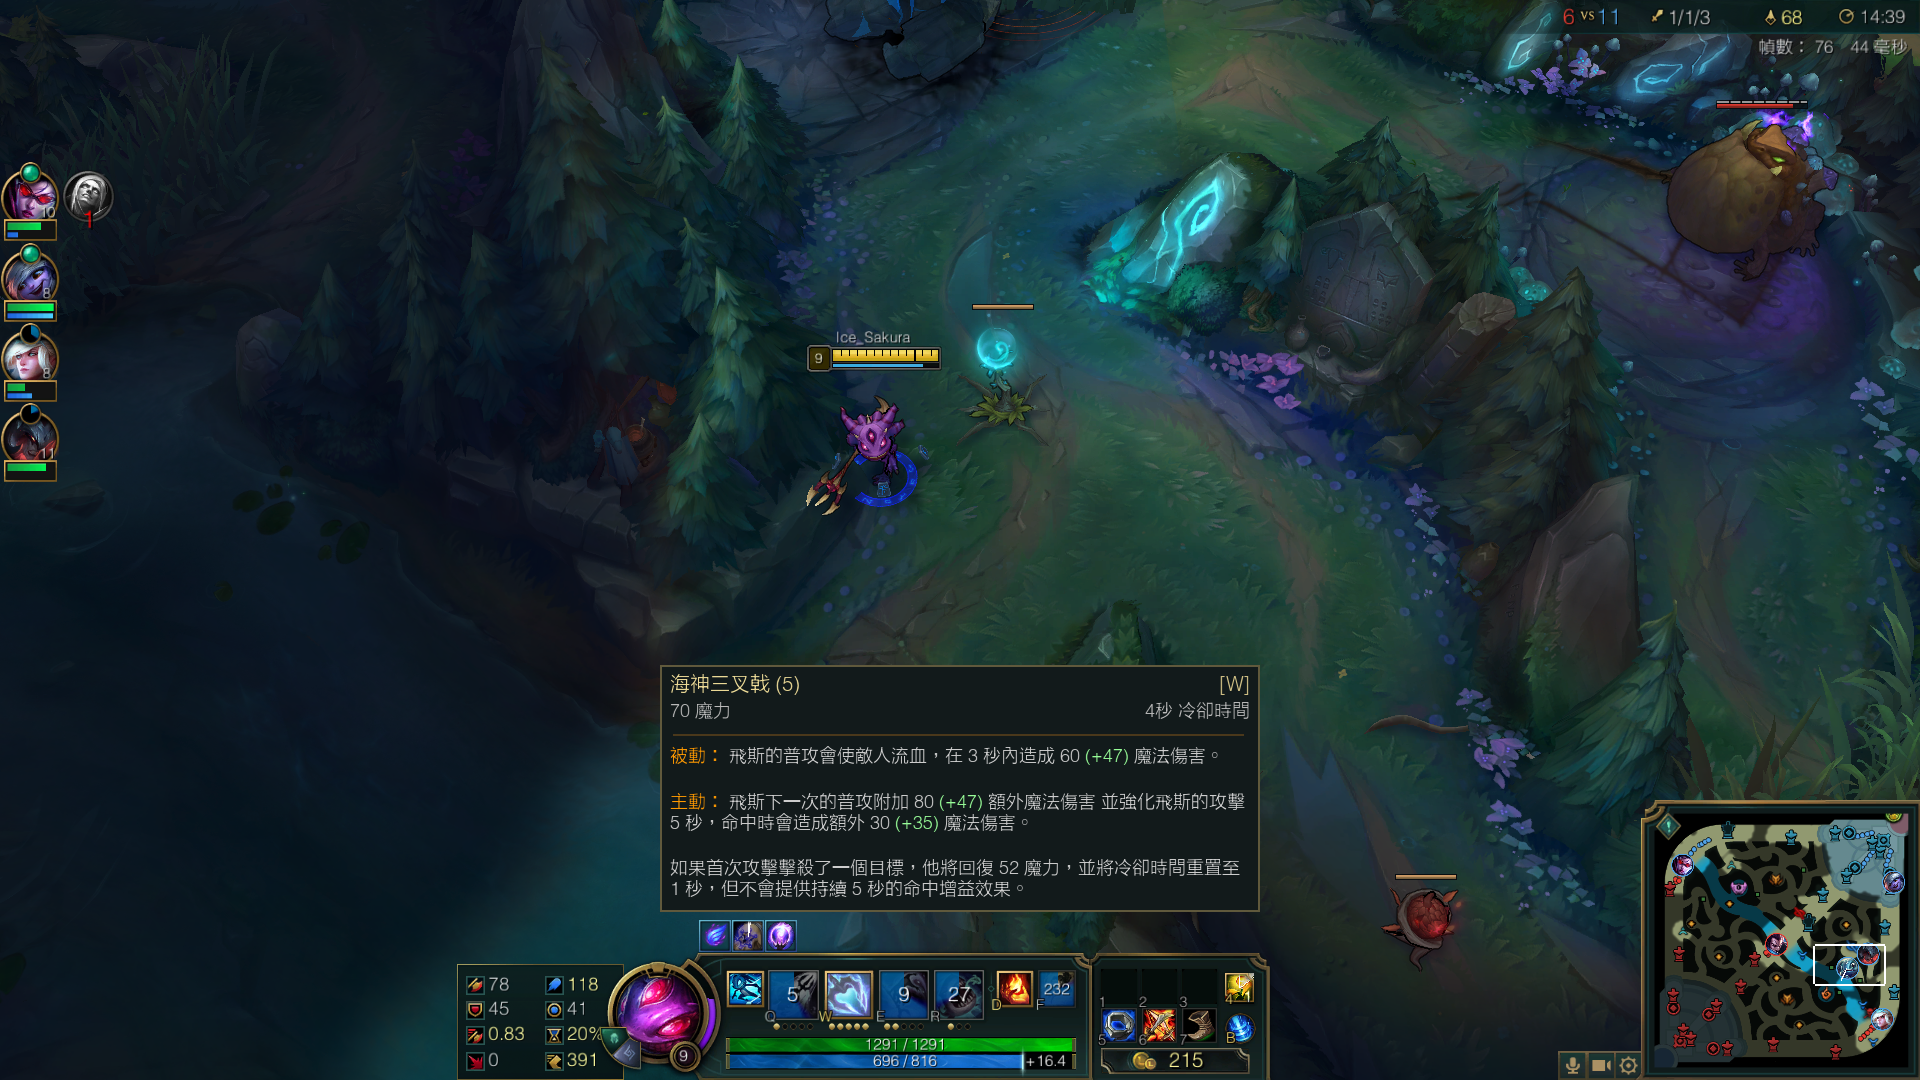 6 vs 11 1/1/3 68 14:39
幀數: 76 44 毫秒
10
1
8
8
11
Ice_Sakura
9
海神三叉戟 (5) [W]
70 魔力 4秒 冷卻時間
被動: 飛斯的普攻會使敵人流血,在 3 秒內造成 60 (+47) 魔法傷害。
主動: 飛斯下一次的普攻附加 80 (+47) 額外魔法傷害 並強化飛斯的攻擊
5 秒,命中時會造成額外 30 (+35) 魔法傷害。
如果首次攻擊擊殺了一個目標,他將回復 52 魔力,並將冷卻時間重置至
1 秒,但不會提供持續 5 秒的命中增益效果。
78 118
45 41
0.83 20%
0 391
9
5 9 27 232
Q W E R D F
1 2 3 4
5 6 7 B
1291 / 1291
696 / 816 +16.4
215